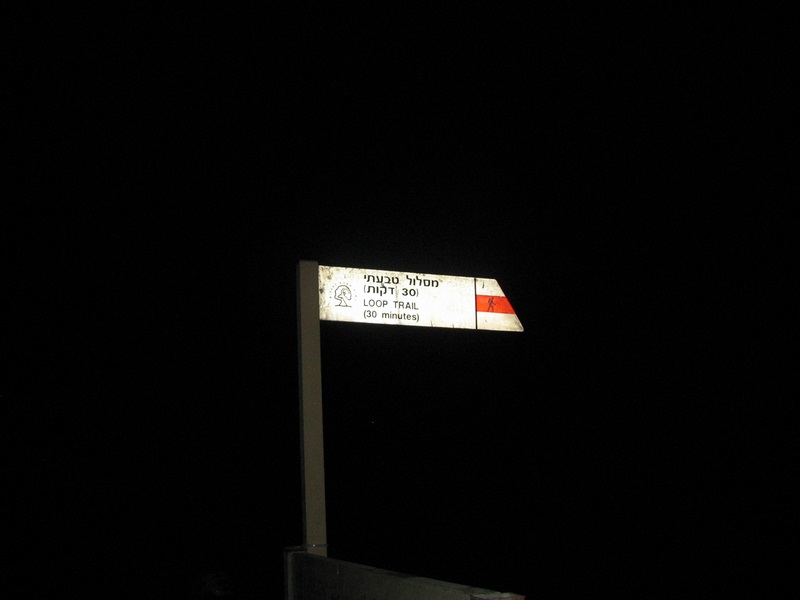 מסלול טבעתי
(30 דקות)
LOOP TRAIL
(30 minutes)